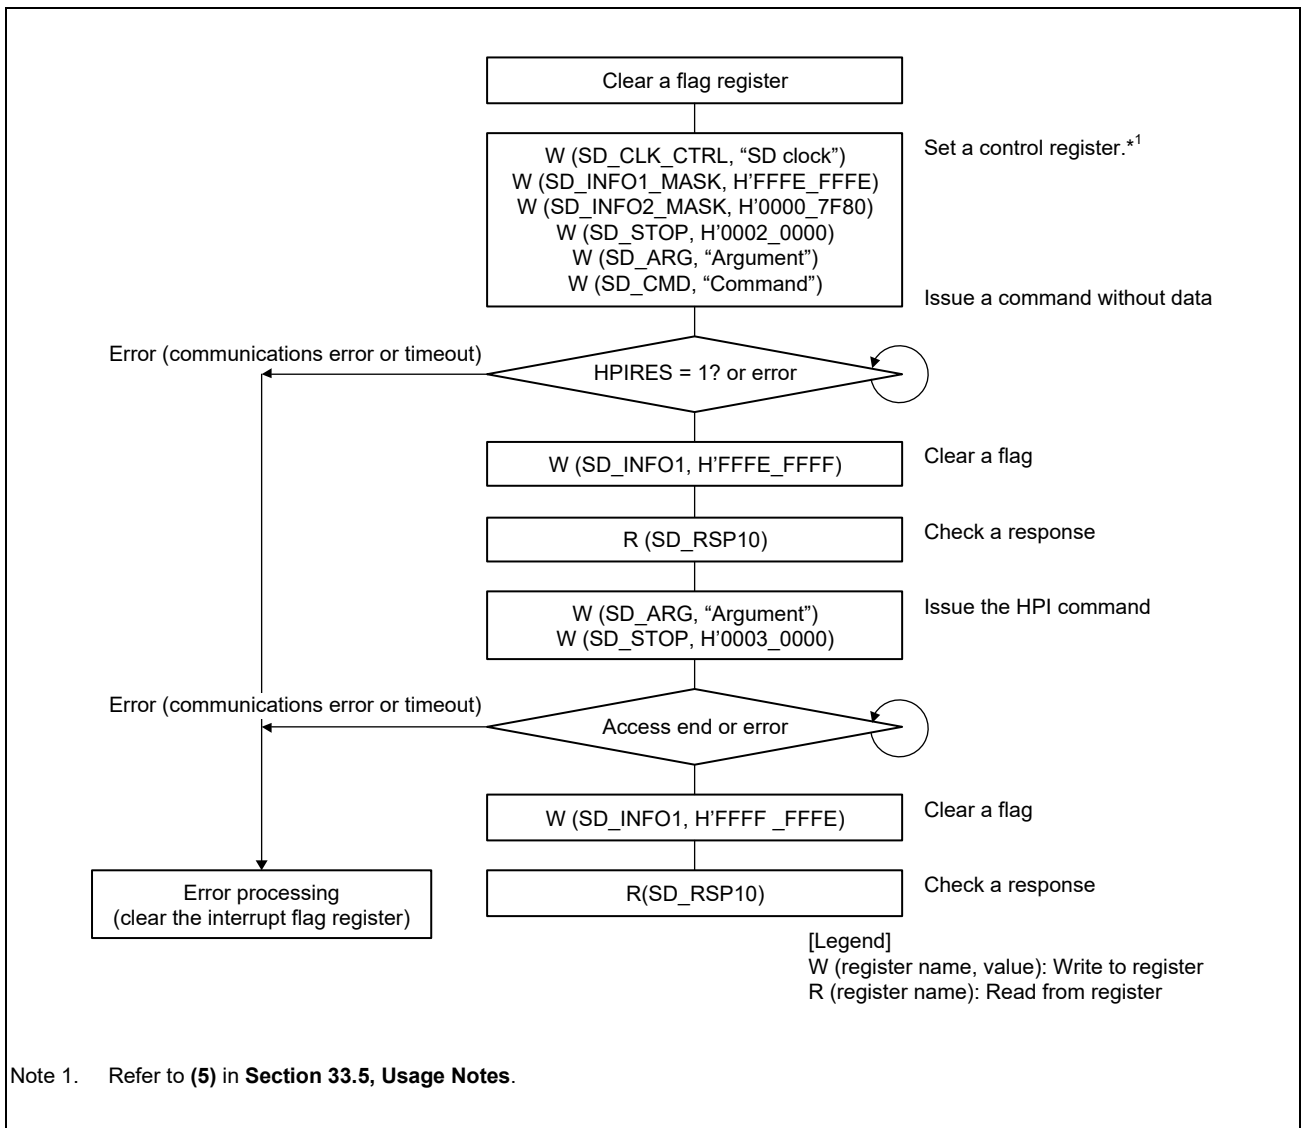 Clear a flag register
W (SD_CLK_CTRL, “SD clock”)
W (SD_INFO1_MASK, H’FFFE_FFFE)
W (SD_INFO2_MASK, H’0000_7F80)
W (SD_STOP, H’0002_0000)
W (SD_ARG, “Argument”)
W (SD_CMD, “Command”)
Set a control register.*1
Issue a command without data
Error (communications error or timeout)
HPIRES = 1? or error
W (SD_INFO1, H’FFFE_FFFF)
Clear a flag
R (SD_RSP10)
Check a response
W (SD_ARG, “Argument”)
W (SD_STOP, H’0003_0000)
Issue the HPI command
Error (communications error or timeout)
Access end or error
W (SD_INFO1, H’FFFF _FFFE)
Clear a flag
Error processing
(clear the interrupt flag register)
R(SD_RSP10)
Check a response
[Legend]
W (register name, value): Write to register
R (register name): Read from register
Note 1. Refer to (5) in Section 33.5, Usage Notes.